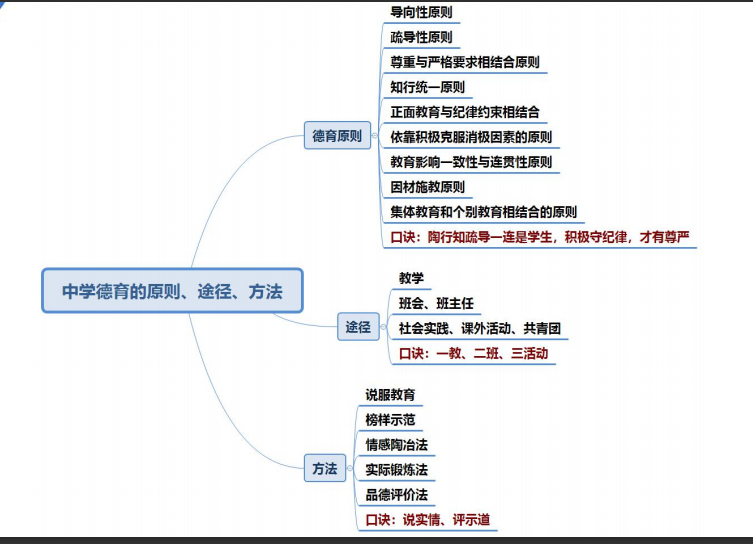 导向性原则
疏导性原则
尊重与严格要求相结合原则
知行统一原则
正面教育与纪律约束相结合
德育原则
依靠积极克服消极因素的原则
教育影响一致性与连贯性原则
因材施教原则
集体教育和个别教育相结合的原则
口诀：陶行知疏导一连是学生，积极守纪律，才有尊严
中学德育的原则、途径、方法
教学
班会、班主任
途径
社会实践、课外活动、共青团
口诀：一教、二班、三活动
说服教育
榜样示范
情感陶冶法
方法
实际锻炼法
品德评价法
口诀：说实情、评示道